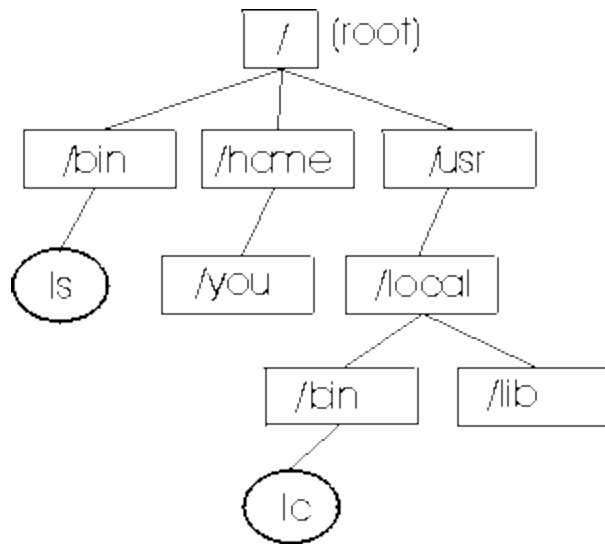 / (root)
/bin /home /usr
ls /you /local
/bin /lib
lc